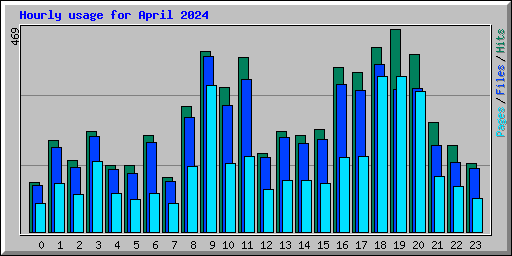 Hourly usage for April 2024
469
Pages / Files / Hits
0 1 2 3 4 5 6 7 8 9 10 11 12 13 14 15 16 17 18 19 20 21 22 23